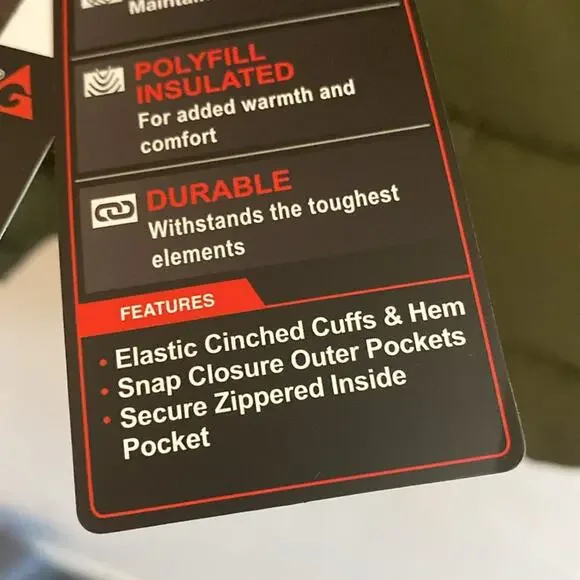 POLYFILL
INSULATED
For added warmth and
comfort
DURABLE
Withstands the toughest
elements
FEATURES
• Elastic Cinched Cuffs & Hem
• Snap Closure Outer Pockets
• Secure Zippered Inside
Pocket